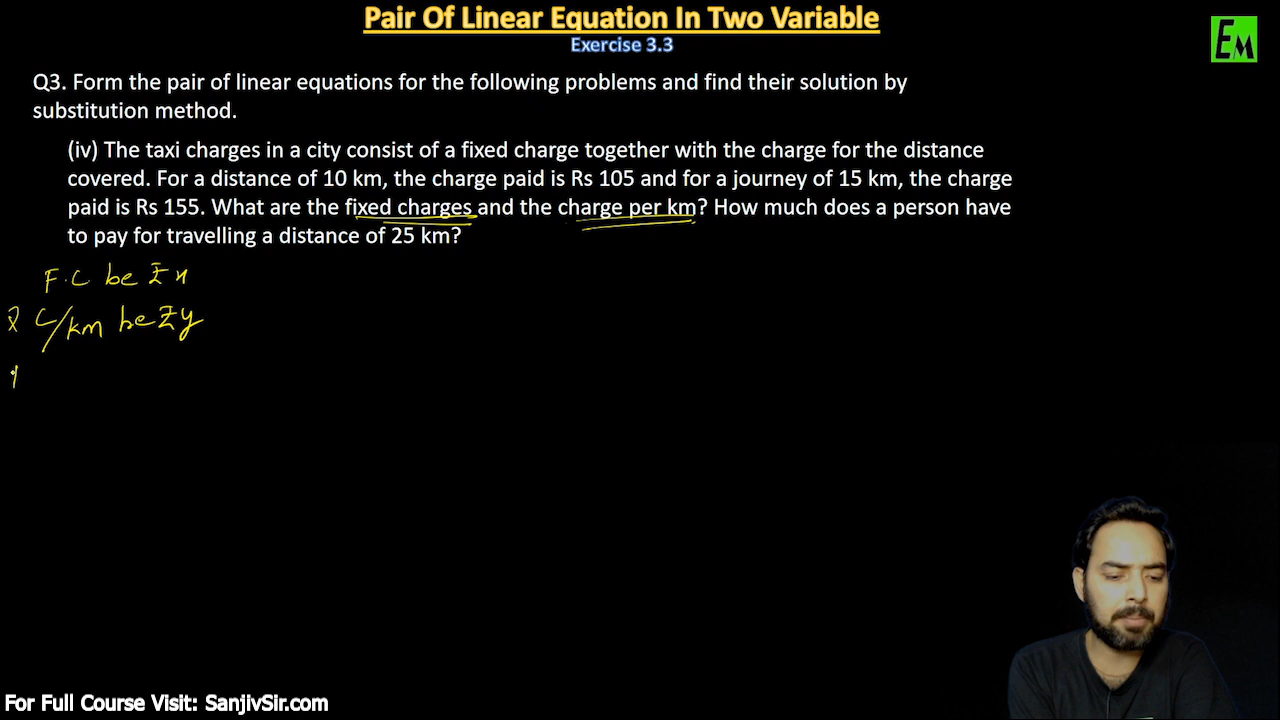 Pair Of Linear Equation In Two Variable
Exercise 3.3
EM
Q3. Form the pair of linear equations for the following problems and find their solution by
substitution method.
(iv) The taxi charges in a city consist of a fixed charge together with the charge for the distance
covered. For a distance of 10 km, the charge paid is Rs 105 and for a journey of 15 km, the charge
paid is Rs 155. What are the fixed charges and the charge per km? How much does a person have
to pay for travelling a distance of 25 km?
F.C be ₹ x
& C/km be ₹ y
For Full Course Visit: SanjivSir.com